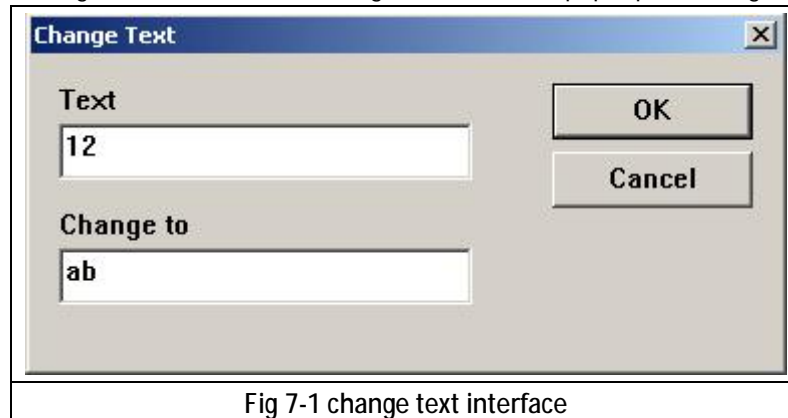 Change Text
Text
12
Change to
ab
OK
Cancel
Fig 7-1 change text interface